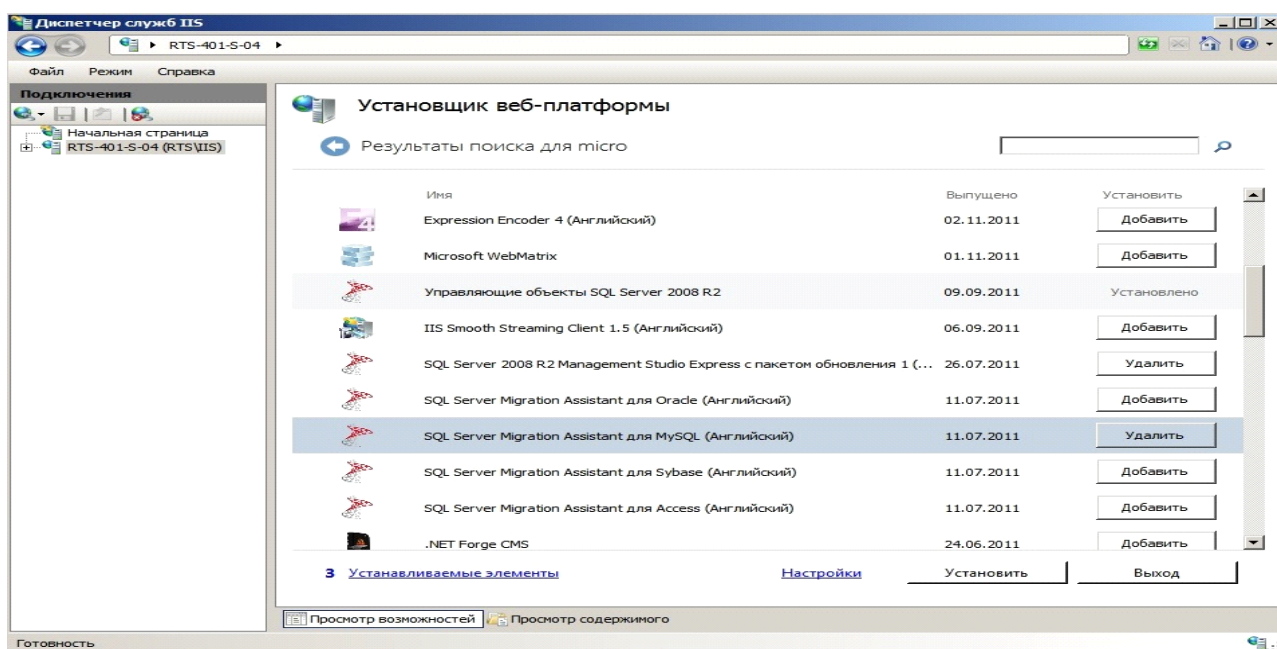 Диспетчер служб IIS
RTS-401-S-04
Файл Режим Справка
Подключения
Начальная страница
RTS-401-S-04 (RTS\IIS)
Установщик веб-платформы
Результаты поиска для micro
Имя Выпущено Установить
Expression Encoder 4 (Английский) 02.11.2011 Добавить
Microsoft WebMatrix 01.11.2011 Добавить
Управляющие объекты SQL Server 2008 R2 09.09.2011 Установлено
IIS Smooth Streaming Client 1.5 (Английский) 06.09.2011 Добавить
SQL Server 2008 R2 Management Studio Express с пакетом обновления 1 (... 26.07.2011 Удалить
SQL Server Migration Assistant для Oracle (Английский) 11.07.2011 Добавить
SQL Server Migration Assistant для MySQL (Английский) 11.07.2011 Удалить
SQL Server Migration Assistant для Sybase (Английский) 11.07.2011 Добавить
SQL Server Migration Assistant для Access (Английский) 11.07.2011 Добавить
.NET Forge CMS 24.06.2011 Добавить
3 Устанавливаемые элементы Настройки Установить Выход
Просмотр возможностей Просмотр содержимого
Готовность